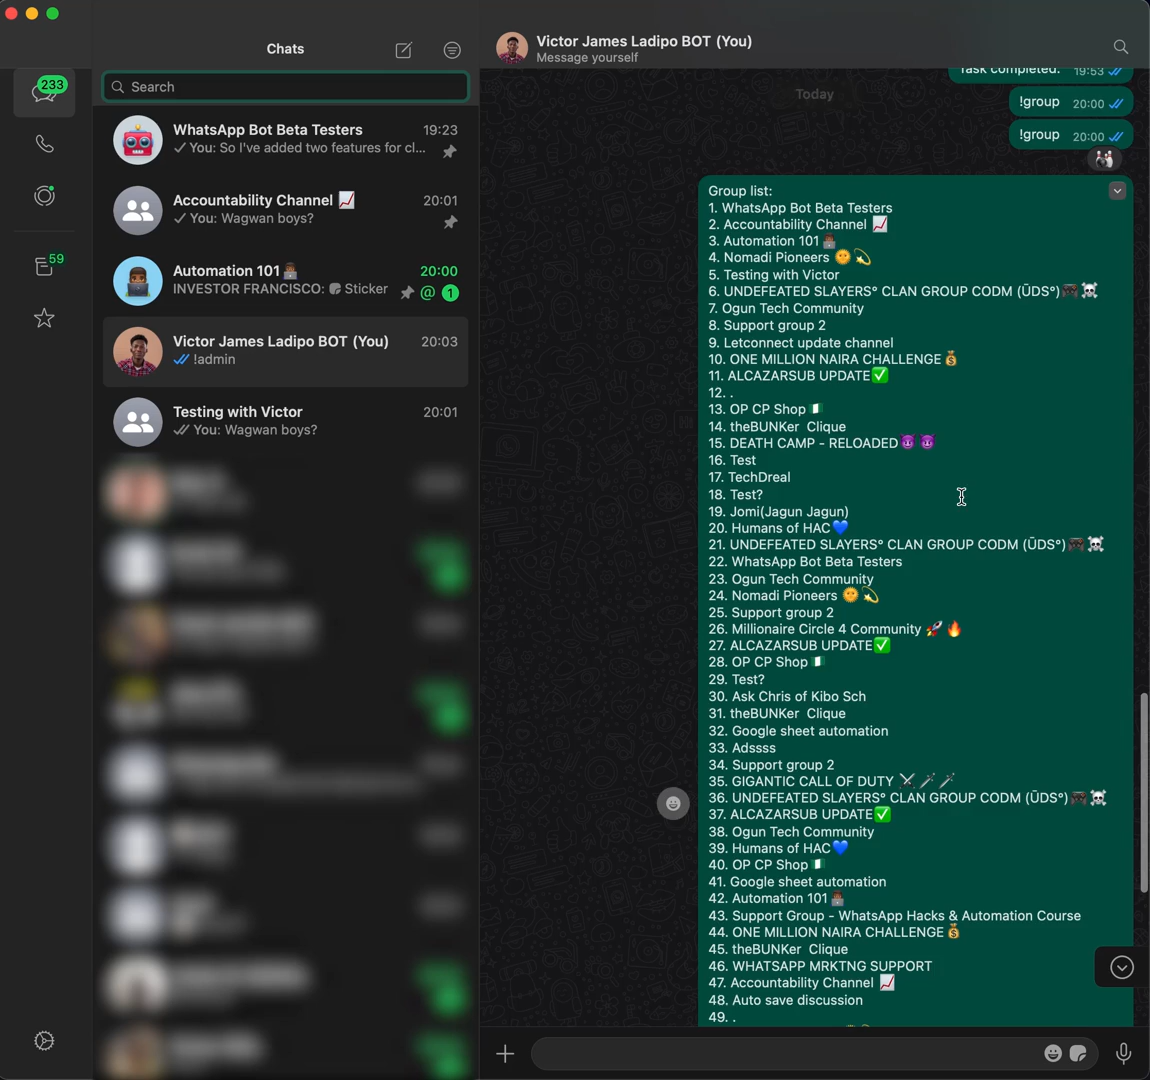 Chats
Search
233
59
WhatsApp Bot Beta Testers
19:23
You: So I've added two features for cl...
Accountability Channel 📈
20:01
You: Wagwan boys?
Automation 101👨🏾‍💻
20:00
INVESTOR FRANCISCO: Sticker
@ 1
Victor James Ladipo BOT (You)
20:03
!admin
Testing with Victor
20:01
You: Wagwan boys?
Victor James Ladipo BOT (You)
Message yourself
Task completed. 19:53
Today
!group 20:00
!group 20:00
Group list:
1. WhatsApp Bot Beta Testers
2. Accountability Channel 📈
3. Automation 101👨🏾‍💻
4. Nomadi Pioneers 🌞💫
5. Testing with Victor
6. UNDEFEATED SLAYERS° CLAN GROUP CODM (ŪDS°)🎮☠️
7. Ogun Tech Community
8. Support group 2
9. Letconnect update channel
10. ONE MILLION NAIRA CHALLENGE💰
11. ALCAZARSUB UPDATE✅
12. .
13. OP CP Shop🇳🇬
14. theBUNKer Clique
15. DEATH CAMP - RELOADED😈😈
16. Test
17. TechDreal
18. Test?
19. Jomi(Jagun Jagun)
20. Humans of HAC💙
21. UNDEFEATED SLAYERS° CLAN GROUP CODM (ŪDS°)🎮☠️
22. WhatsApp Bot Beta Testers
23. Ogun Tech Community
24. Nomadi Pioneers 🌞💫
25. Support group 2
26. Millionaire Circle 4 Community 🚀🔥
27. ALCAZARSUB UPDATE✅
28. OP CP Shop🇳🇬
29. Test?
30. Ask Chris of Kibo Sch
31. theBUNKer Clique
32. Google sheet automation
33. Adssss
34. Support group 2
35. GIGANTIC CALL OF DUTY ⚔️🗡️🗡️
36. UNDEFEATED SLAYERS° CLAN GROUP CODM (ŪDS°)🎮☠️
37. ALCAZARSUB UPDATE✅
38. Ogun Tech Community
39. Humans of HAC💙
40. OP CP Shop🇳🇬
41. Google sheet automation
42. Automation 101👨🏾‍💻
43. Support Group - WhatsApp Hacks & Automation Course
44. ONE MILLION NAIRA CHALLENGE💰
45. theBUNKer Clique
46. WHATSAPP MRKTNG SUPPORT
47. Accountability Channel 📈
48. Auto save discussion
49. .